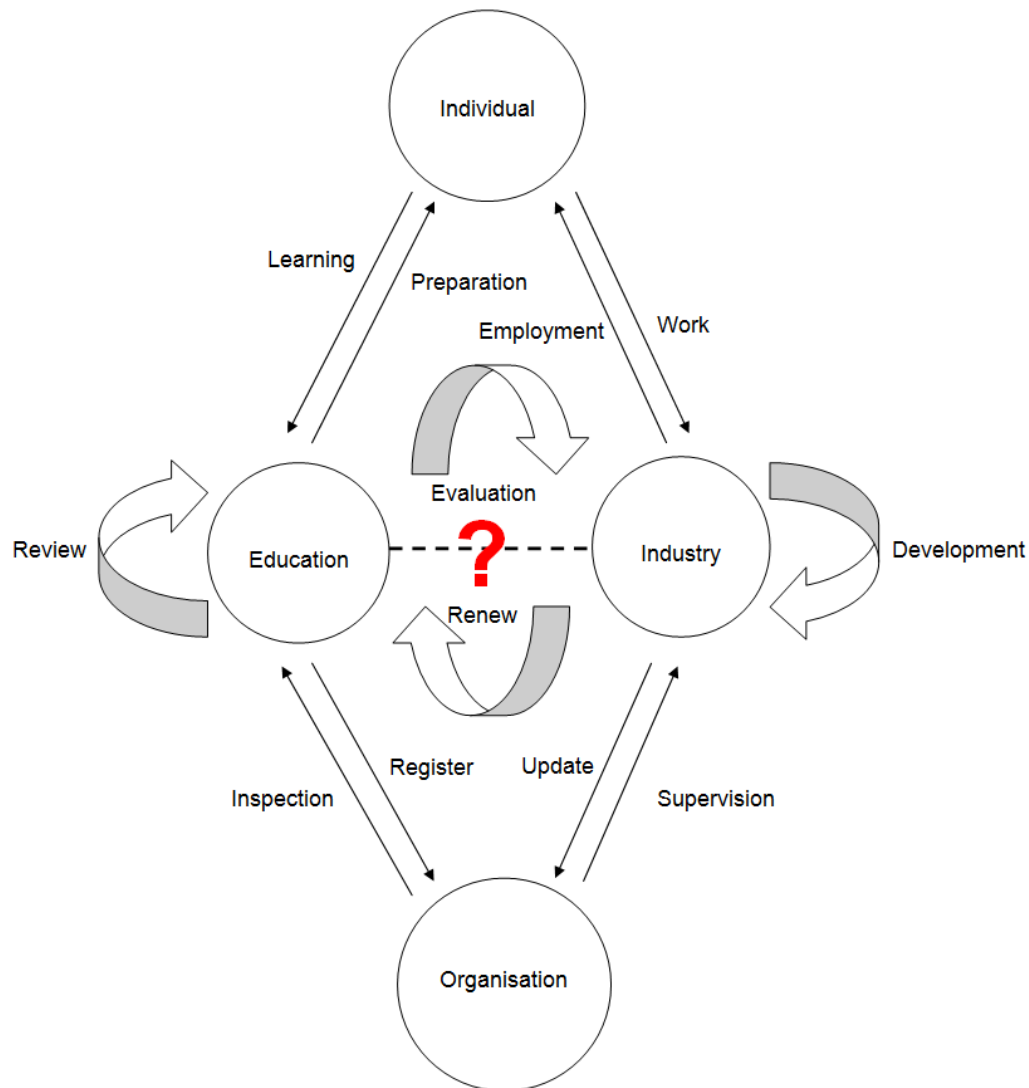 Individual
Learning
Preparation
Employment
Work
Evaluation
?
Review
Education
Industry
Development
Renew
Register
Update
Inspection
Supervision
Organisation